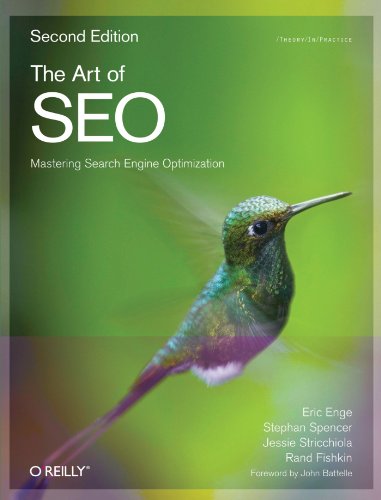 Second Edition
/THEORY/IN/PRACTICE
The Art of
SEO
Mastering Search Engine Optimization
Eric Enge
Stephan Spencer
Jessie Stricchiola
Rand Fishkin
Foreword by John Battelle
O REILLY®